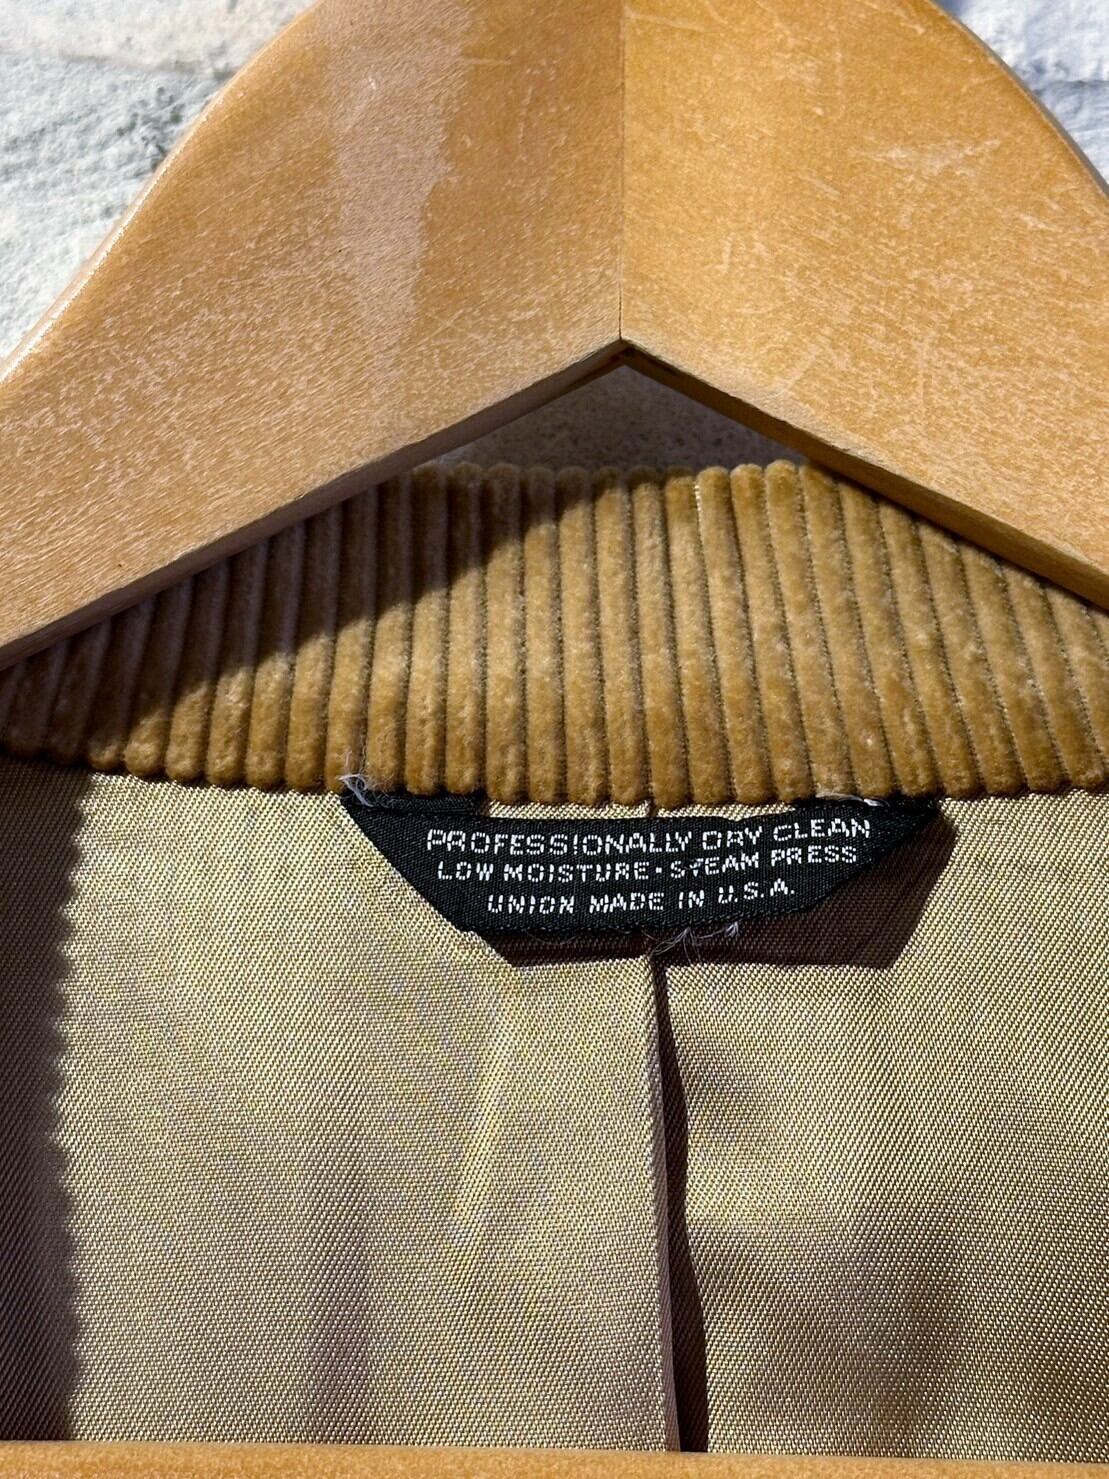 PROFESSIONALLY DRY CLEAN
LOW MOISTURE·STEAM PRESS
UNION MADE IN U.S.A.